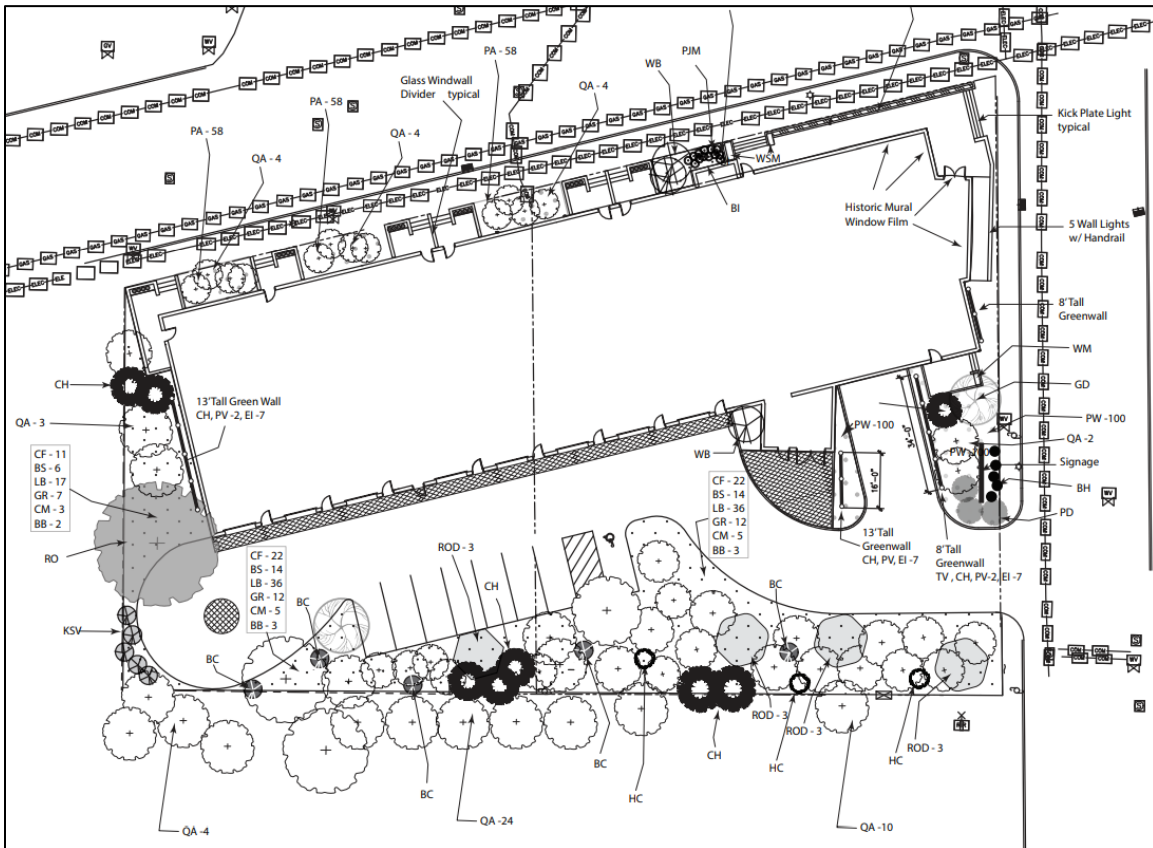 PA - 58
QA - 4
PA - 58
QA - 4
Glass Windwall
Divider typical
PA - 58
QA - 4
WB
PJM
WSM
BI
Kick Plate Light
typical
Historic Mural
Window Film
5 Wall Lights
w/ Handrail
8' Tall
Greenwall
WM
GD
PW -100
QA -2
Signage
BH
PD
CH
13' Tall Green Wall
CH, PV -2, EI -7
QA - 3
CF - 11
BS - 6
LB - 17
GR - 7
CM - 3
BB - 2
RO
KSV
WB
PW -100
16'-0"
13' Tall
Greenwall
CH, PV, EI -7
8' Tall
Greenwall
TV , CH, PV-2, EI -7
CF - 22
BS - 14
LB - 36
GR - 12
CM - 5
BB - 3
CF - 22
BS - 14
LB - 36
GR - 12
CM - 5
BB - 3
ROD - 3
CH
BC
BC
BC
BC
BC
HC
CH
ROD - 3
ROD - 3
HC
HC
ROD - 3
QA -4
QA -24
QA -10
GAS
ELEC
COM
GV
WV